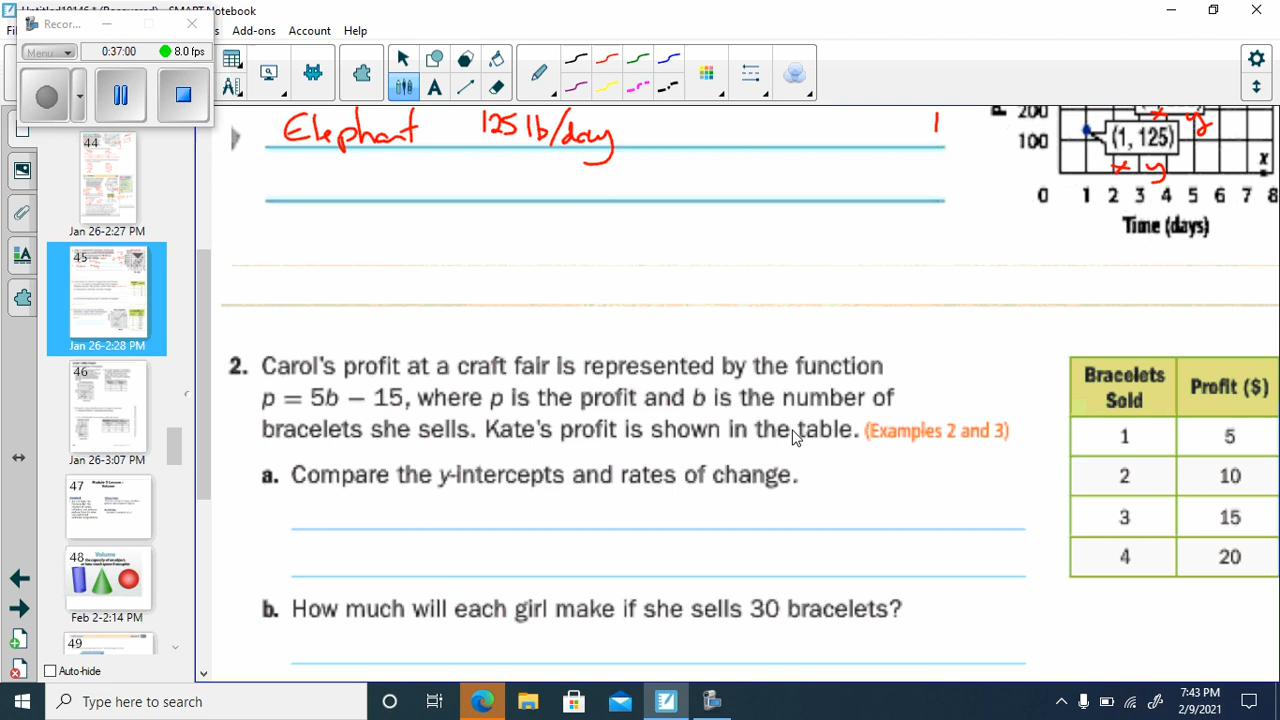 Untitled10146 * (Recovered) - SMART Notebook
Recor...
Add-ons
Account
Help
Menu
0:37:00
8.0 fps
A
44
Jan 26-2:27 PM
45
Jan 26-2:28 PM
46
Jan 26-3:07 PM
47
48
Volume
Feb 2-2:14 PM
49
Auto-hide
Elephant 125 lb/day
1
200
100
(1, 125)
x y
x y
x
0 1 2 3 4 5 6 7 8
Time (days)
2. Carol's profit at a craft fair is represented by the function
p = 5b − 15, where p is the profit and b is the number of
bracelets she sells. Kate's profit is shown in the table. (Examples 2 and 3)
a. Compare the y-intercepts and rates of change.
b. How much will each girl make if she sells 30 bracelets?
Bracelets Sold Profit ($)
1 5
2 10
3 15
4 20
Type here to search
7:43 PM
2/9/2021